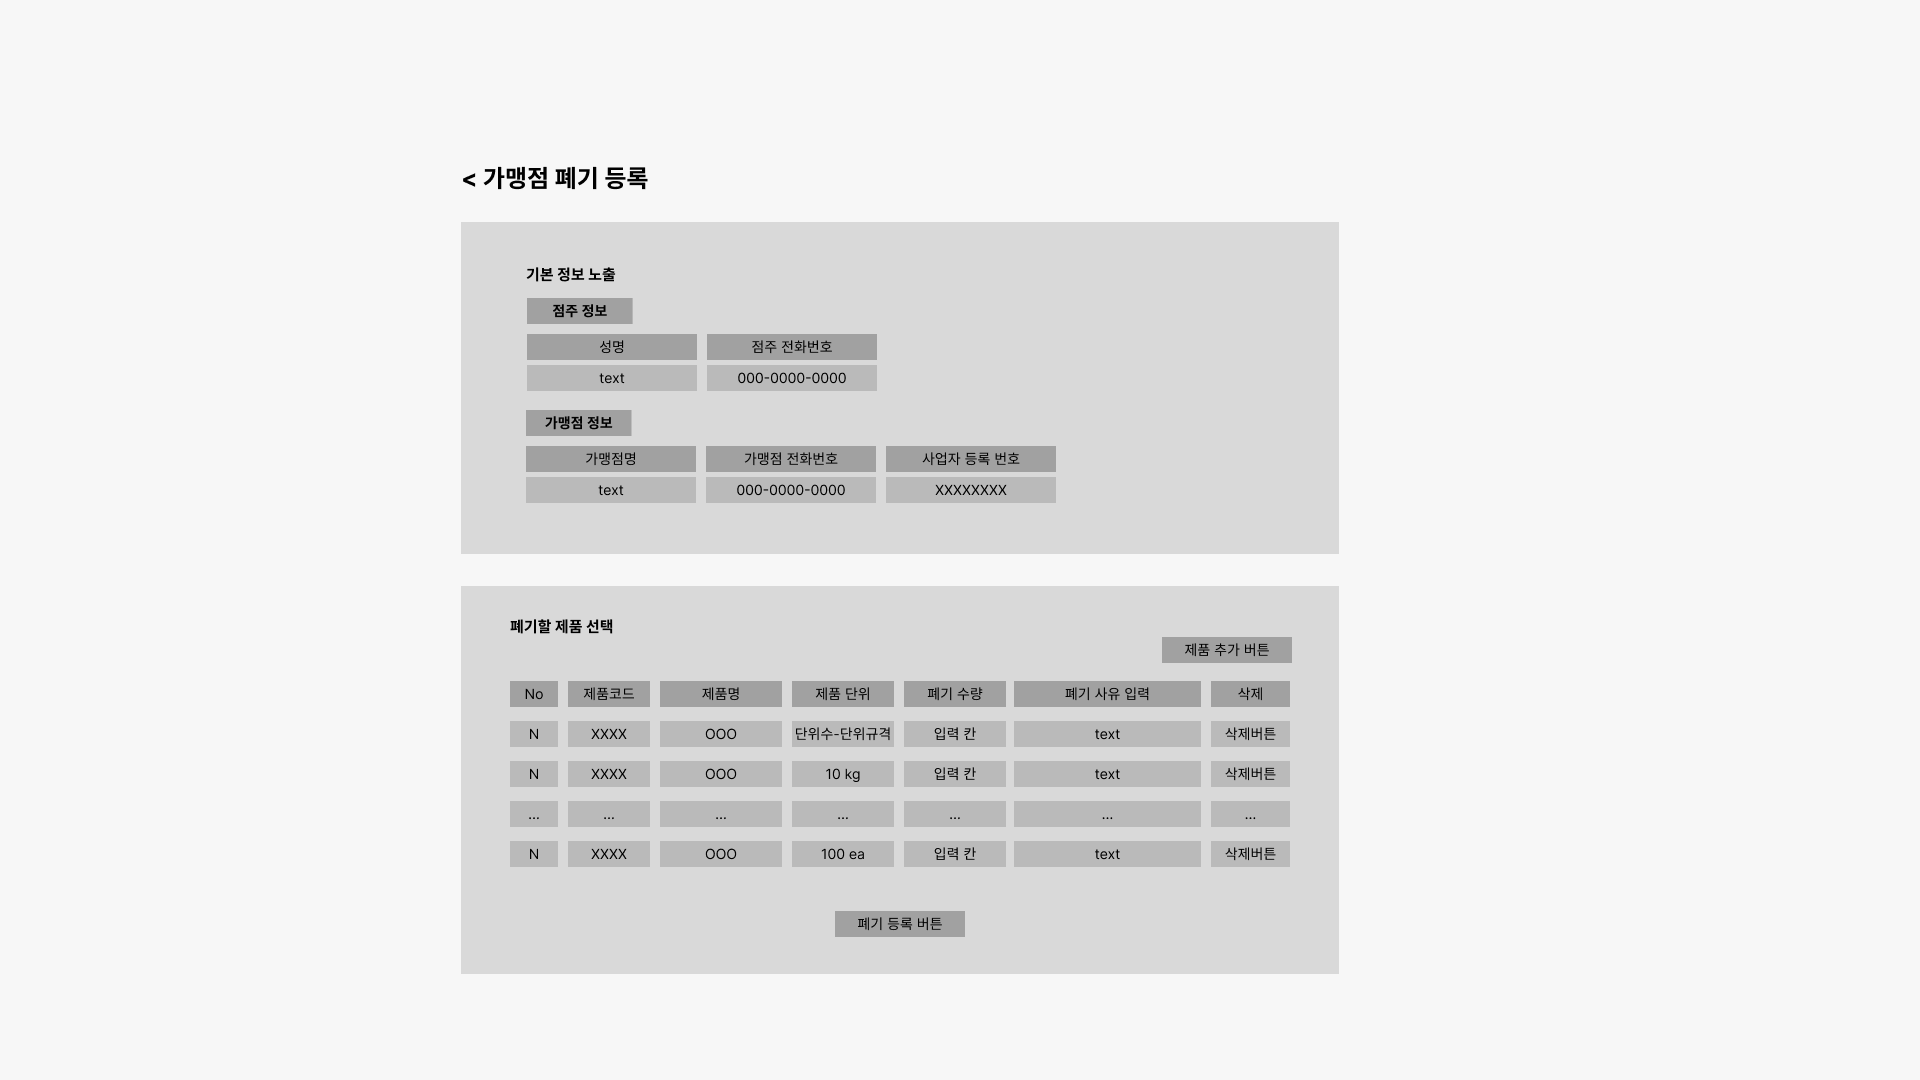 < 가맹점 폐기 등록
기본 정보 노출
점주 정보
성명 점주 전화번호
text 000-0000-0000
가맹점 정보
가맹점명 가맹점 전화번호 사업자 등록 번호
text 000-0000-0000 XXXXXXXX
폐기할 제품 선택
제품 추가 버튼
No 제품코드 제품명 제품 단위 폐기 수량 폐기 사유 입력 삭제
N XXXX OOO 단위수-단위규격 입력 칸 text 삭제버튼
N XXXX OOO 10 kg 입력 칸 text 삭제버튼
... ... ... ... ... ... ...
N XXXX OOO 100 ea 입력 칸 text 삭제버튼
폐기 등록 버튼